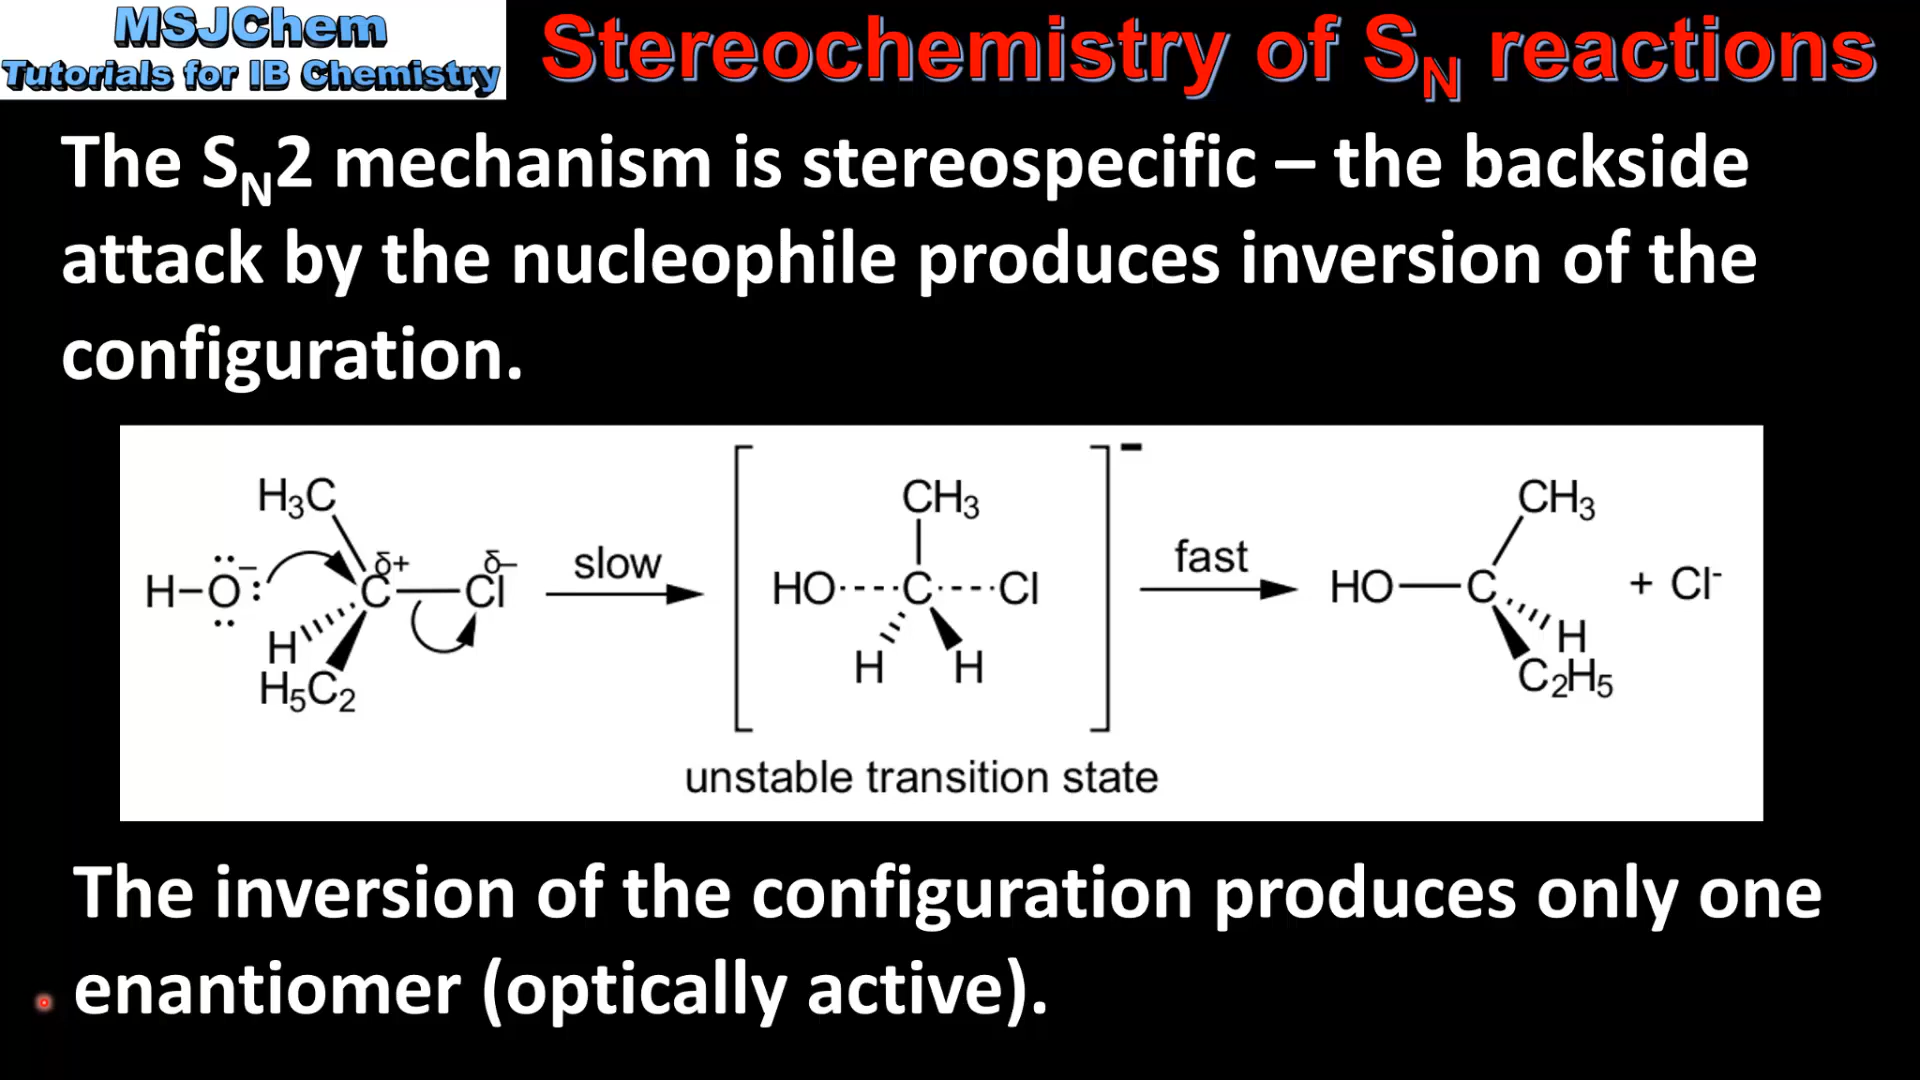 MSJChem
Tutorials for IB Chemistry
Stereochemistry of SN reactions
The SN2 mechanism is stereospecific – the backside
attack by the nucleophile produces inversion of the
configuration.
H3C
H–O:– Cδ+ — Clδ–
H
H5C2
slow
CH3
HO----C----Cl
H H
–
unstable transition state
fast
CH3
HO—C
H
C2H5
+ Cl-
The inversion of the configuration produces only one
enantiomer (optically active).